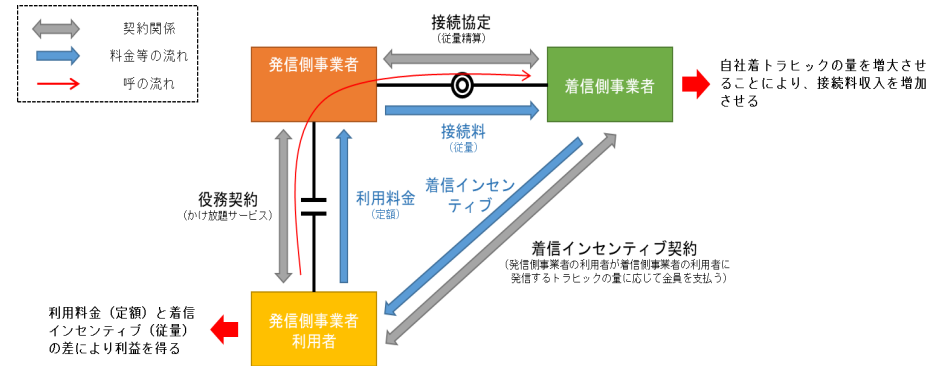 契約関係
料金等の流れ
呼の流れ
接続協定
（従量精算）
発信側事業者
着信側事業者
自社着トラヒックの量を増大させ
ることにより、接続料収入を増加
させる
接続料
（従量）
役務契約
（かけ放題サービス）
利用料金
（定額）
着信インセン
ティブ
着信インセンティブ契約
（発信側事業者の利用者が着信側事業者の利用者に
発信するトラヒックの量に応じて金員を支払う）
利用料金（定額）と着信
インセンティブ（従量）
の差により利益を得る
発信側事業者
利用者